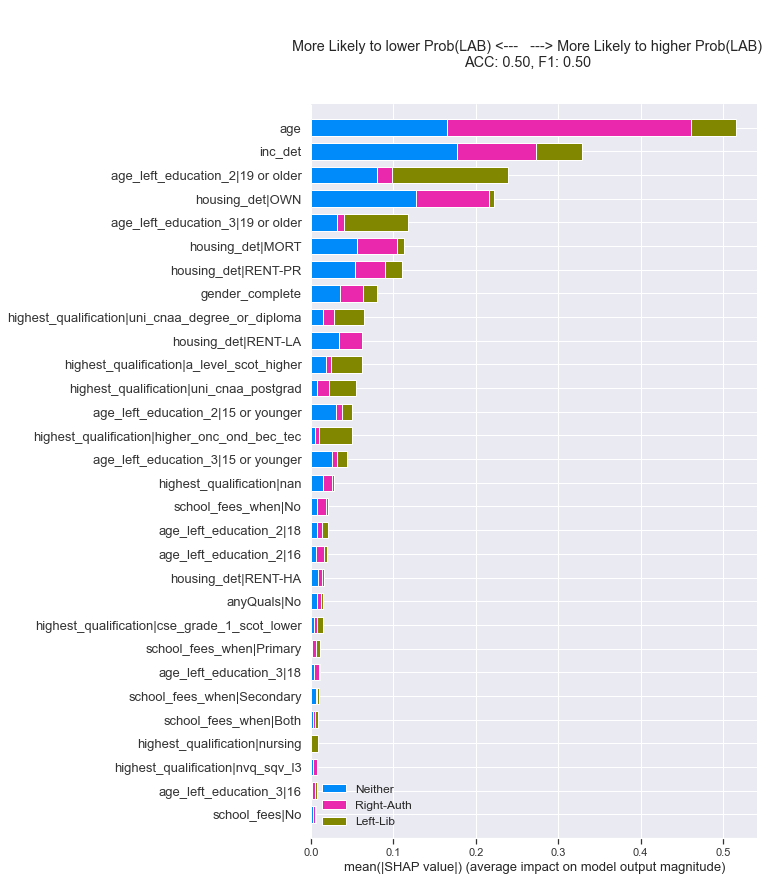 More Likely to lower Prob(LAB) <---   ---> More Likely to higher Prob(LAB)
ACC: 0.50, F1: 0.50
age
inc_det
age_left_education_2|19 or older
housing_det|OWN
age_left_education_3|19 or older
housing_det|MORT
housing_det|RENT-PR
gender_complete
highest_qualification|uni_cnaa_degree_or_diploma
housing_det|RENT-LA
highest_qualification|a_level_scot_higher
highest_qualification|uni_cnaa_postgrad
age_left_education_2|15 or younger
highest_qualification|higher_onc_ond_bec_tec
age_left_education_3|15 or younger
highest_qualification|nan
school_fees_when|No
age_left_education_2|18
age_left_education_2|16
housing_det|RENT-HA
anyQuals|No
highest_qualification|cse_grade_1_scot_lower
school_fees_when|Primary
age_left_education_3|18
school_fees_when|Secondary
school_fees_when|Both
highest_qualification|nursing
highest_qualification|nvq_sqv_l3
age_left_education_3|16
school_fees|No
Neither
Right-Auth
Left-Lib
0.0 0.1 0.2 0.3 0.4 0.5
mean(|SHAP value|) (average impact on model output magnitude)